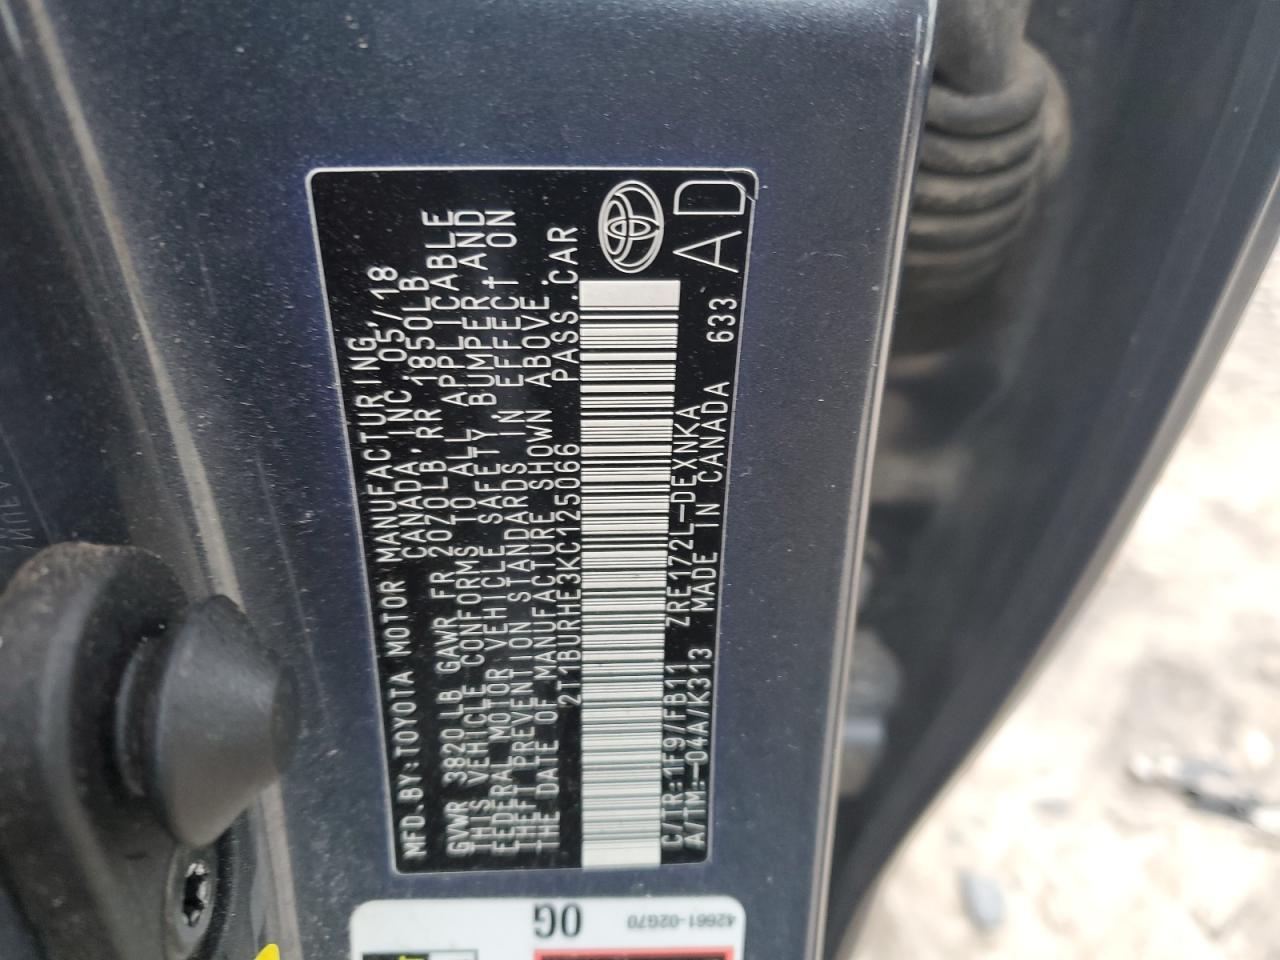 MFD.BY:TOYOTA MOTOR MANUFACTURING,
CANADA,INC. 05/18
GVWR 3820LB GAWR FR 2070LB,RR 1850LB
THIS VEHICLE CONFORMS TO ALL APPLICABLE
FEDERAL MOTOR VEHICLE SAFETY, BUMPER, AND
THEFT PREVENTION STANDARDS IN EFFECT ON
THE DATE OF MANUFACTURE SHOWN ABOVE.
2T1BURHE3KC125066 PASS.CAR
C/TR:1F9/FB11 ZRE172L-DEXNKA
A/TM:-04A/K313 MADE IN CANADA 633
AD
0G
42661-02G70